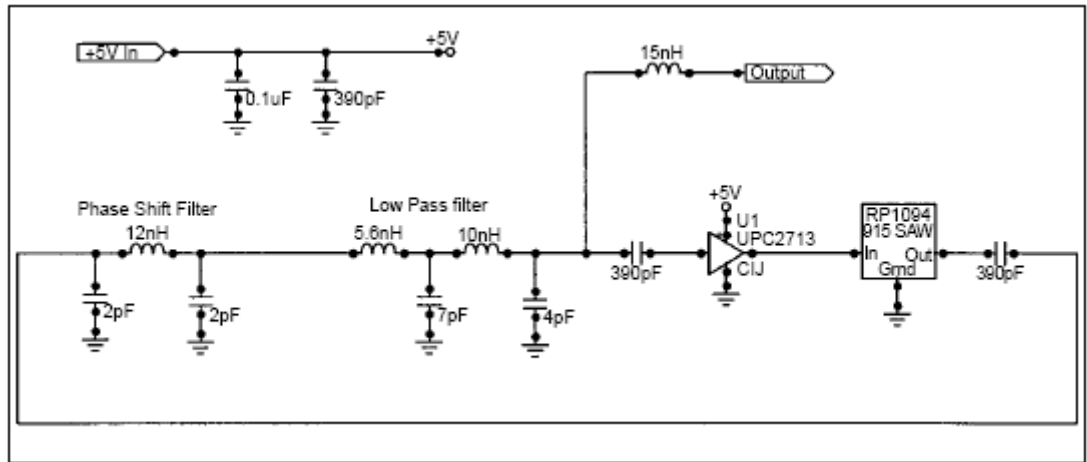 +5V In
+5V
0.1uF
390pF
15nH
Output
Phase Shift Filter
12nH
2pF
2pF
Low Pass filter
5.6nH
10nH
7pF
4pF
390pF
+5V
U1
UPC2713
CIJ
RP1094
915 SAW
In Out
Grnd
390pF